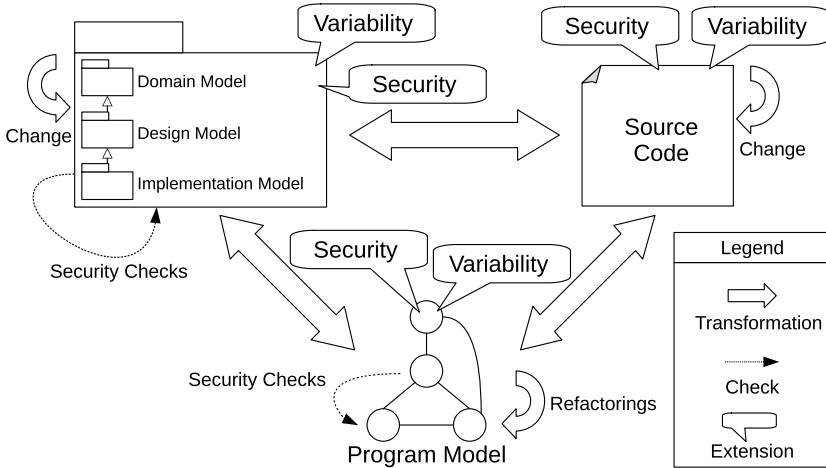 Variability
Security
Domain Model
Design Model
Implementation Model
Change
Security Checks
Security
Variability
Source
Code
Change
Security
Variability
Security Checks
Refactorings
Program Model
Legend
Transformation
Check
Extension